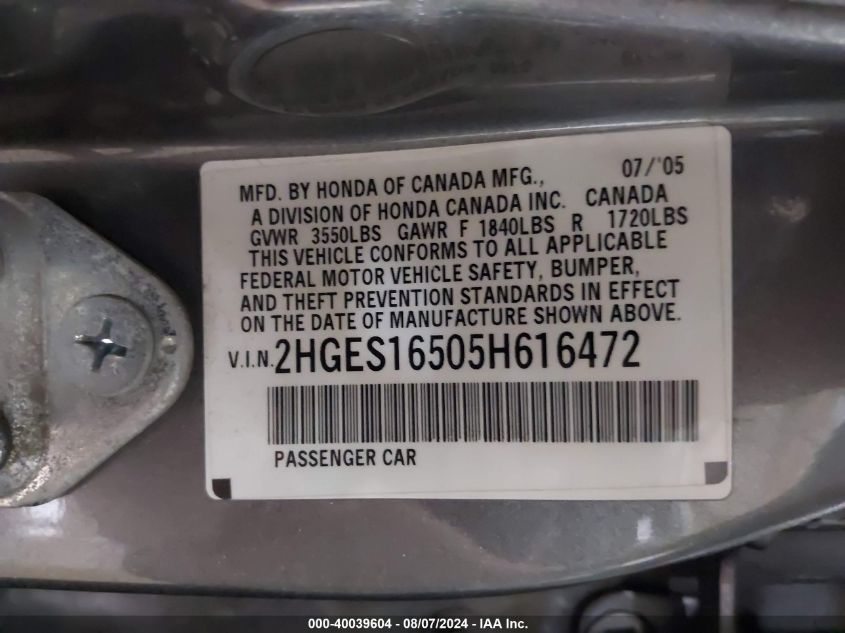 MFD. BY HONDA OF CANADA MFG., 07/'05
A DIVISION OF HONDA CANADA INC. CANADA
GVWR 3550LBS GAWR F 1840LBS R 1720LBS
THIS VEHICLE CONFORMS TO ALL APPLICABLE
FEDERAL MOTOR VEHICLE SAFETY, BUMPER,
AND THEFT PREVENTION STANDARDS IN EFFECT
ON THE DATE OF MANUFACTURE SHOWN ABOVE.
V.I.N. 2HGES16505H616472
PASSENGER CAR
000-40039604 - 08/07/2024 - IAA Inc.